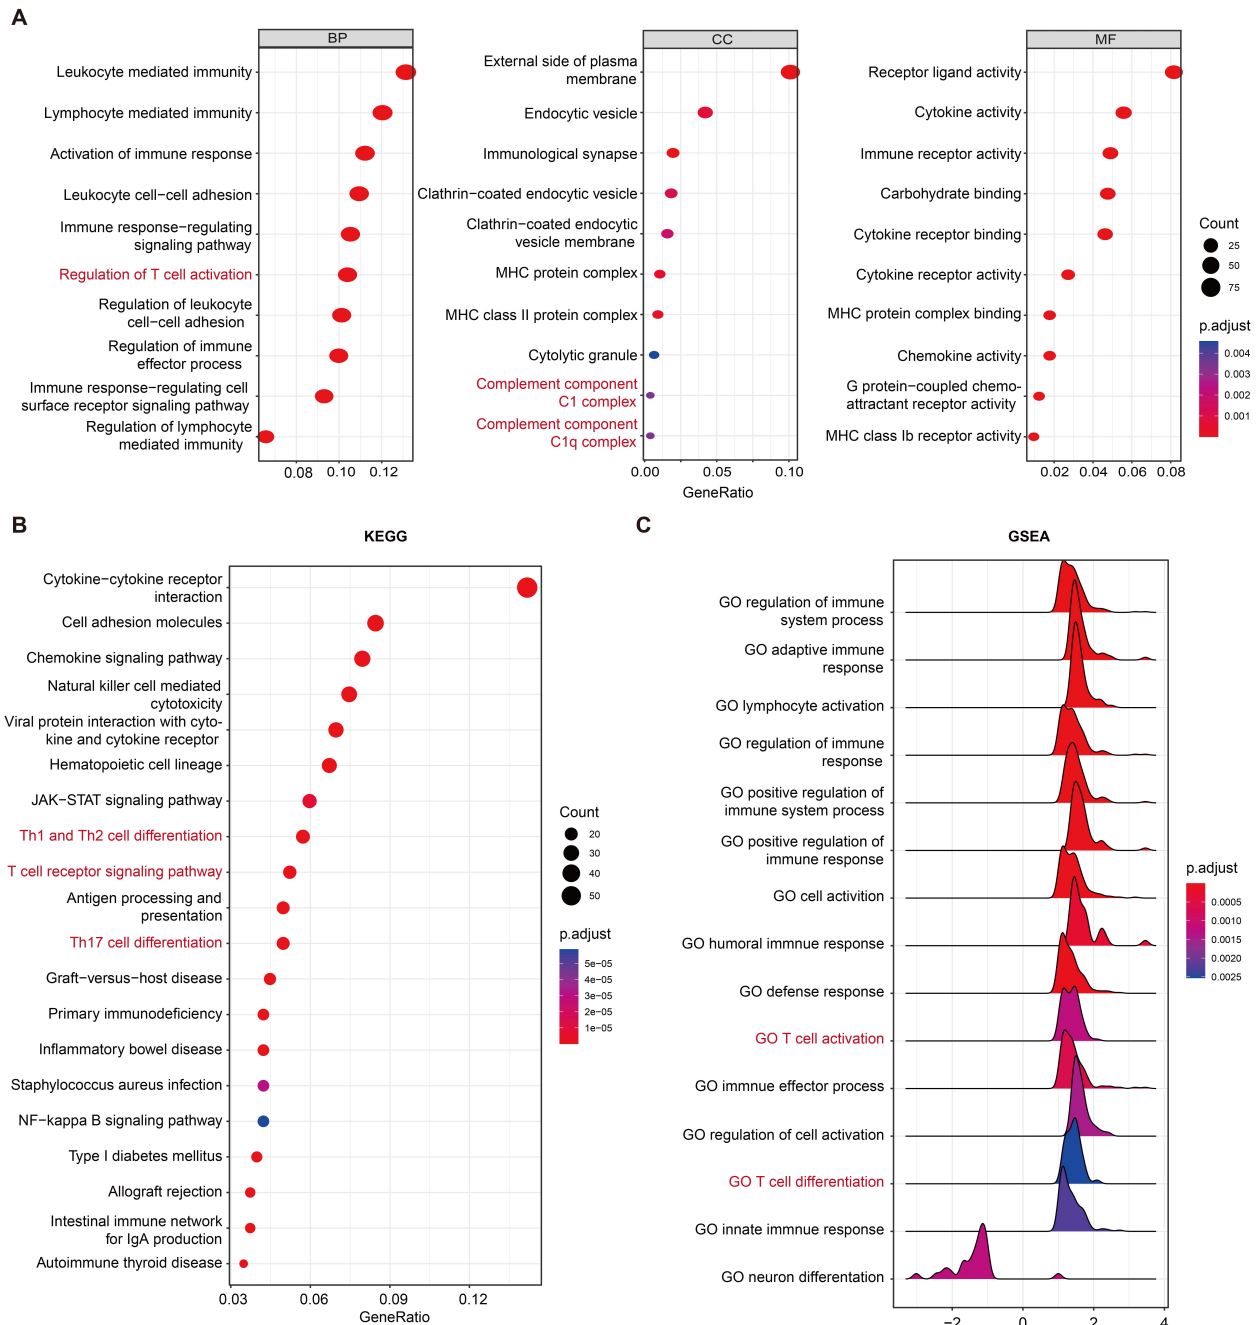 A
BP
Leukocyte mediated immunity
Lymphocyte mediated immunity
Activation of immune response
Leukocyte cell−cell adhesion
Immune response−regulating
signaling pathway
Regulation of T cell activation
Regulation of leukocyte
cell−cell adhesion
Regulation of immune
effector process
Immune response−regulating cell
surface receptor signaling pathway
Regulation of lymphocyte
mediated immunity
0.08 0.10 0.12
CC
External side of plasma
membrane
Endocytic vesicle
Immunological synapse
Clathrin−coated endocytic vesicle
Clathrin−coated endocytic
vesicle membrane
MHC protein complex
MHC class II protein complex
Cytolytic granule
Complement component
C1 complex
Complement component
C1q complex
0.00 0.05 0.10
GeneRatio
MF
Receptor ligand activity
Cytokine activity
Immune receptor activity
Carbohydrate binding
Cytokine receptor binding
Cytokine receptor activity
MHC protein complex binding
Chemokine activity
G protein−coupled chemo-
attractant receptor activity
MHC class Ib receptor activity
0.02 0.04 0.06 0.08
Count
25
50
75
p.adjust
0.004
0.003
0.002
0.001
B
KEGG
Cytokine−cytokine receptor
interaction
Cell adhesion molecules
Chemokine signaling pathway
Natural killer cell mediated
cytotoxicity
Viral protein interaction with cyto-
kine and cytokine receptor
Hematopoietic cell lineage
JAK−STAT signaling pathway
Th1 and Th2 cell differentiation
T cell receptor signaling pathway
Antigen processing and
presentation
Th17 cell differentiation
Graft−versus−host disease
Primary immunodeficiency
Inflammatory bowel disease
Staphylococcus aureus infection
NF−kappa B signaling pathway
Type I diabetes mellitus
Allograft rejection
Intestinal immune network
for IgA production
Autoimmune thyroid disease
0.03 0.06 0.09 0.12
GeneRatio
Count
20
30
40
50
p.adjust
5e−05
4e−05
3e−05
2e−05
1e−05
C
GSEA
GO regulation of immune
system process
GO adaptive immune
response
GO lymphocyte activation
GO regulation of immune
response
GO positive regulation of
immune system process
GO positive regulation of
immune response
GO cell activition
GO humoral immnue response
GO defense response
GO T cell activation
GO immnue effector process
GO regulation of cell activation
GO T cell differentiation
GO innate immnue response
GO neuron differentation
−2 0 2 4
p.adjust
0.0005
0.0010
0.0015
0.0020
0.0025